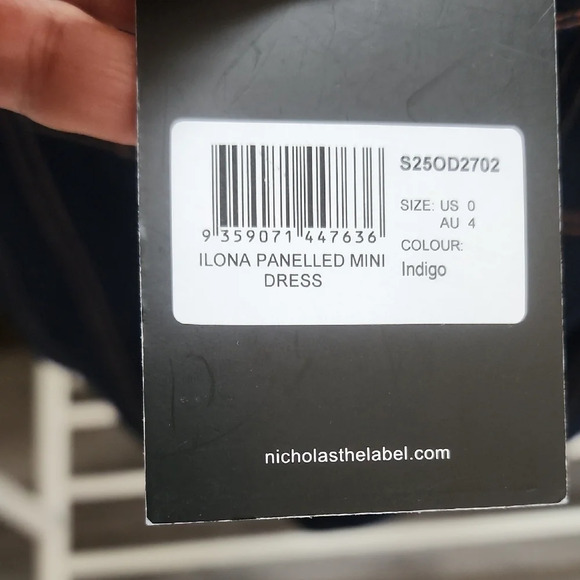 S25OD2702
SIZE: US 0
AU 4
COLOUR:
Indigo
9 359071 447636
ILONA PANELLED MINI
DRESS
nicholasthelabel.com